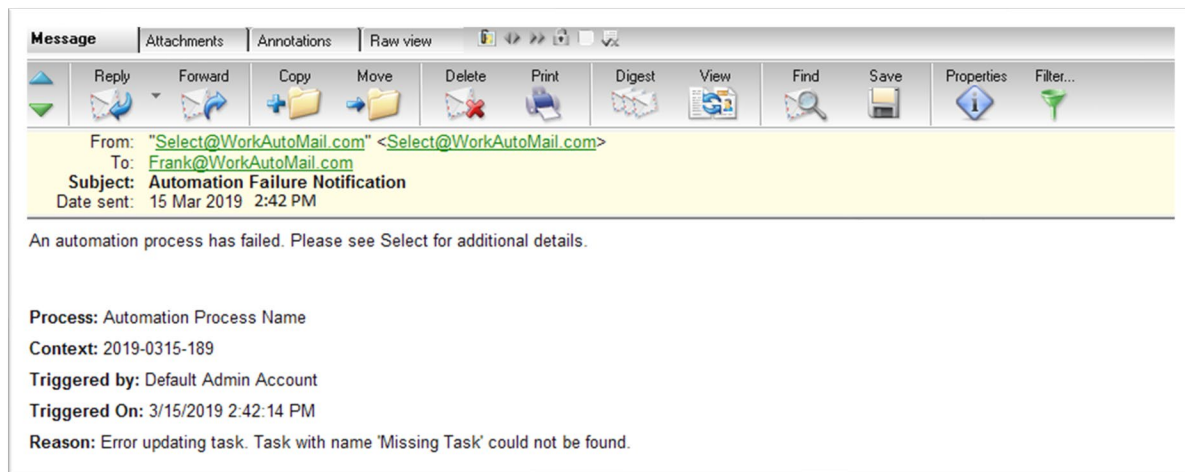 Message Attachments Annotations Raw view
Reply Forward Copy Move Delete Print Digest View Find Save Properties Filter...
From: "Select@WorkAutoMail.com" <Select@WorkAutoMail.com>
To: Frank@WorkAutoMail.com
Subject: Automation Failure Notification
Date sent: 15 Mar 2019 2:42 PM
An automation process has failed. Please see Select for additional details.
Process: Automation Process Name
Context: 2019-0315-189
Triggered by: Default Admin Account
Triggered On: 3/15/2019 2:42:14 PM
Reason: Error updating task. Task with name 'Missing Task' could not be found.